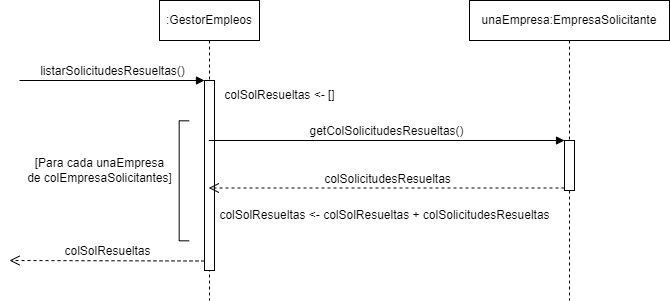 :GestorEmpleos
unaEmpresa:EmpresaSolicitante
listarSolicitudesResueltas()
colSolResueltas <- []
getColSolicitudesResueltas()
[Para cada unaEmpresa
de colEmpresaSolicitantes]
colSolicitudesResueltas
colSolResueltas <- colSolResueltas + colSolicitudesResueltas
colSolResueltas